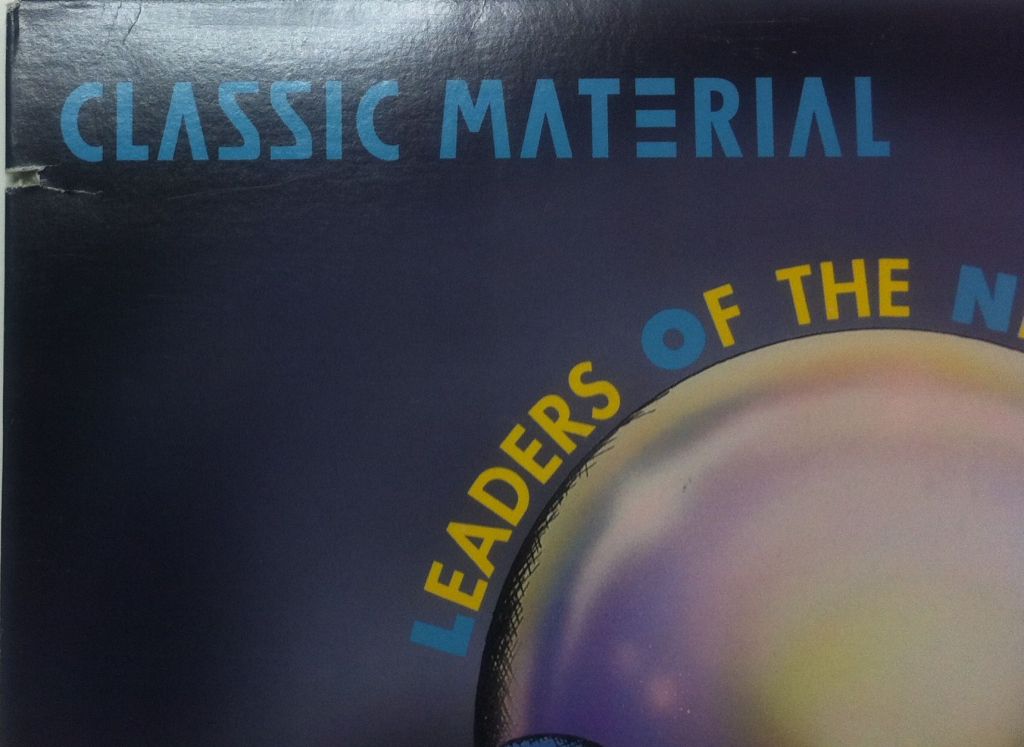 CLASSIC MATERIAL
LEADERS OF THE